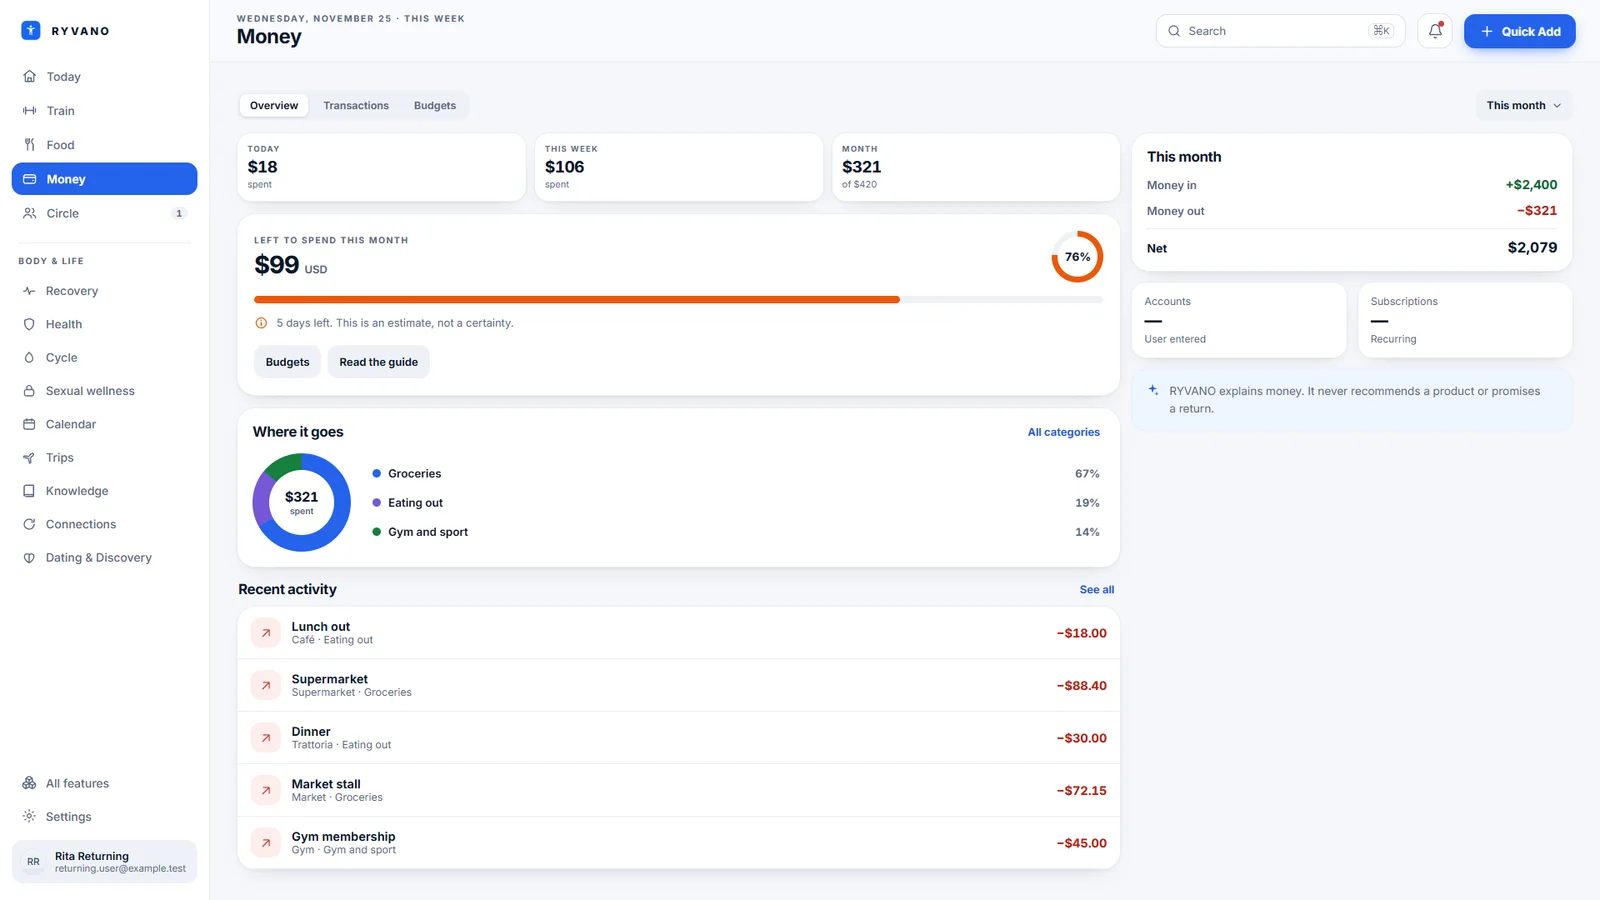 RYVANO
Today
Train
Food
Money
Circle
1
BODY & LIFE
Recovery
Health
Cycle
Sexual wellness
Calendar
Trips
Knowledge
Connections
Dating & Discovery
All features
Settings
RR
Rita Returning
returning.user@example.test
WEDNESDAY, NOVEMBER 25 · THIS WEEK
Money
Search
⌘K
Quick Add
Overview
Transactions
Budgets
This month
TODAY
$18
spent
THIS WEEK
$106
spent
MONTH
$321
of $420
LEFT TO SPEND THIS MONTH
$99 USD
76%
5 days left. This is an estimate, not a certainty.
Budgets
Read the guide
Where it goes
All categories
$321
spent
Groceries
67%
Eating out
19%
Gym and sport
14%
Recent activity
See all
Lunch out
Café · Eating out
−$18.00
Supermarket
Supermarket · Groceries
−$88.40
Dinner
Trattoria · Eating out
−$30.00
Market stall
Market · Groceries
−$72.15
Gym membership
Gym · Gym and sport
−$45.00
This month
Money in
+$2,400
Money out
−$321
Net
$2,079
Accounts
—
User entered
Subscriptions
—
Recurring
RYVANO explains money. It never recommends a product or promises
a return.